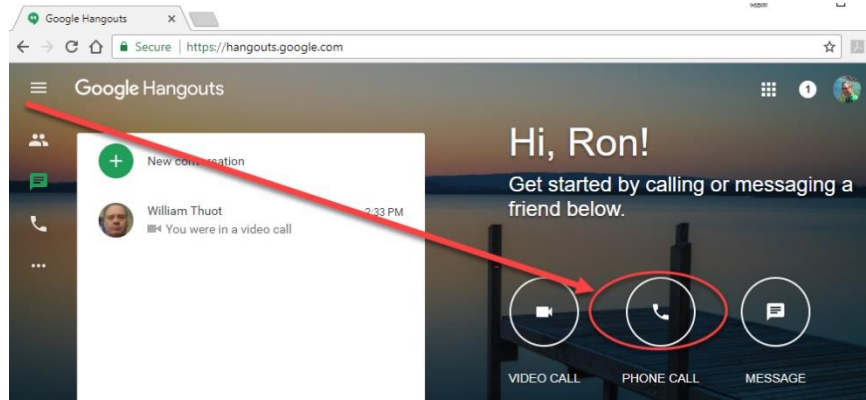 Google Hangouts
Secure | https://hangouts.google.com
Google Hangouts
1
New conversation
William Thuot
2:33 PM
You were in a video call
Hi, Ron!
Get started by calling or messaging a
friend below.
VIDEO CALL
PHONE CALL
MESSAGE